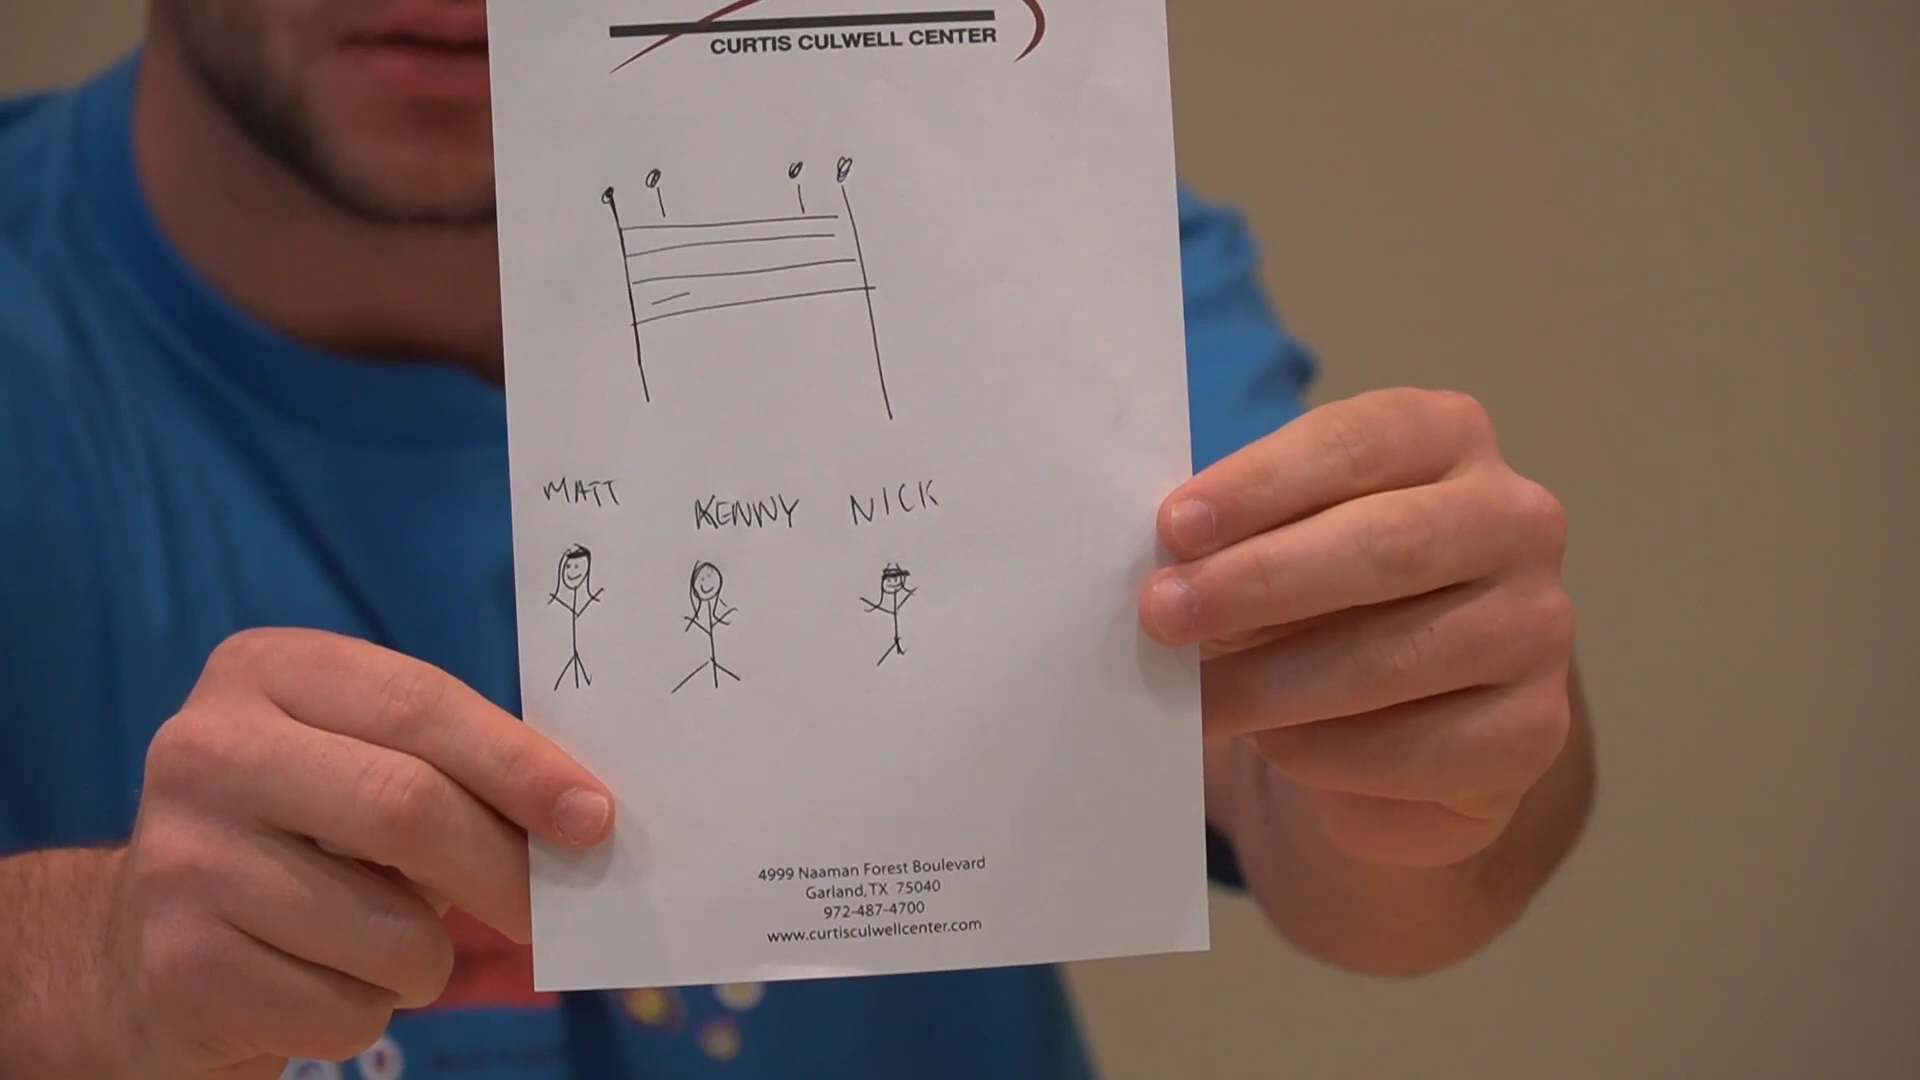 CURTIS CULWELL CENTER
MATT KENNY NICK
4999 Naaman Forest Boulevard
Garland, TX 75040
972-487-4700
www.curtisculwellcenter.com